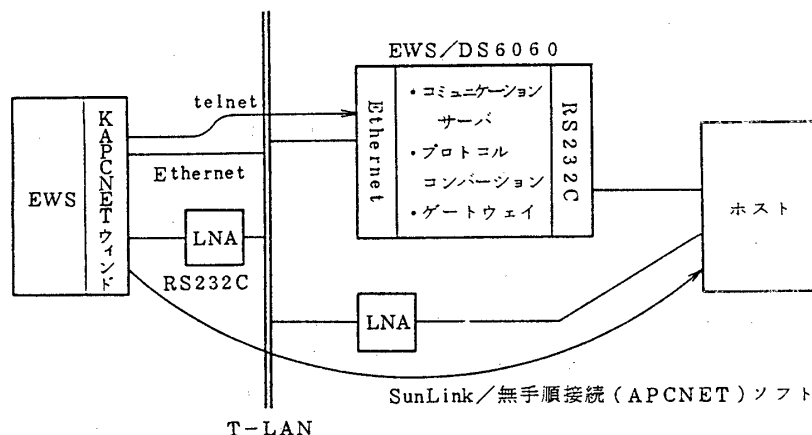 EWS/DS6060
telnet
Ethernet
EWS
KAPCNETウィンド
Ethernet
・コミュニケーション
サーバ
・プロトコル
コンバーション
・ゲートウェイ
RS232C
ホスト
LNA
RS232C
LNA
SunLink/無手順接続(APCNET)ソフト
T-LAN